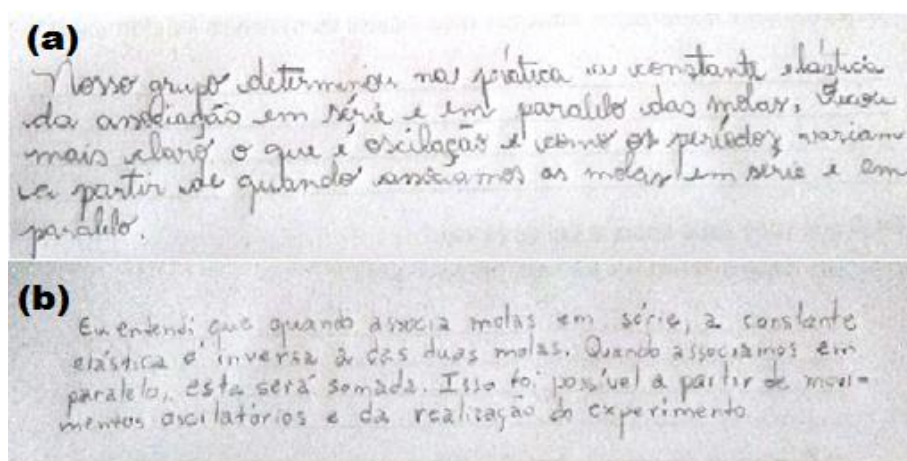 (a)
Nosso grupo determinou na prática a constante elástica
da associação em série e em paralelo das molas. Ficou
mais claro o que é oscilação e como os períodos variam
a partir de quando associamos as molas em série e em
paralelo.
(b)
Eu entendi que quando associa molas em série, a constante
elástica é inversa à das duas molas. Quando associamos em
paralelo, esta será somada. Isso foi possível a partir de movi-
mentos oscilatórios e da realização do experimento